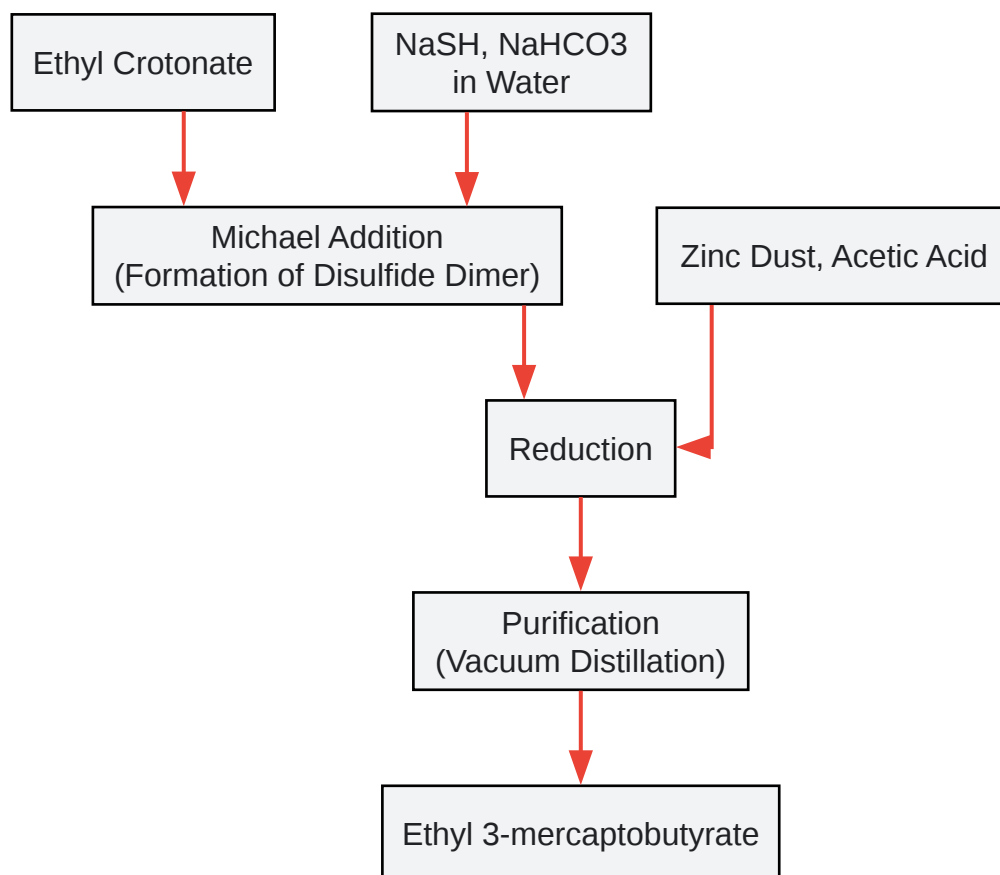 Ethyl Crotonate
NaSH, NaHCO3
in Water
Michael Addition
(Formation of Disulfide Dimer)
Zinc Dust, Acetic Acid
Reduction
Purification
(Vacuum Distillation)
Ethyl 3-mercaptobutyrate